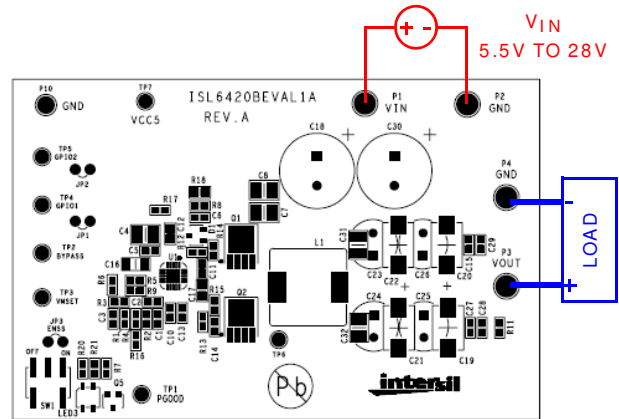 VIN
5.5V TO 28V
+ -
P10
GND
TP7
VCC5
ISL6420BEVAL1A
REV.A
P1
VIN
P2
GND
C18
+
C30
+
TP5
GPIO2
JP2
TP4
GPIO1
JP1
TP2
BYPASS
TP3
VMSET
JP3
ENSS
R17
R18
R8
C6
C12
R12
D1
C4
C5
C16
U1
C11
C17
R14
Q1
C8
C7
L1
C31
C23
C22
C26
C20
C15
C29
P4
GND
-
LOAD
+
P3
VOUT
R6
R5
R9
R3
C3
C2
R1
R4
R16
C1
C10
C13
R15
R13
C14
Q2
TP6
C24
C25
+
+
C32
C21
C19
C27
C28
R11
OFF
ON
SW1
R20
R21
R7
LED3
Q5
TP1
PGOOD
Pb
intersil